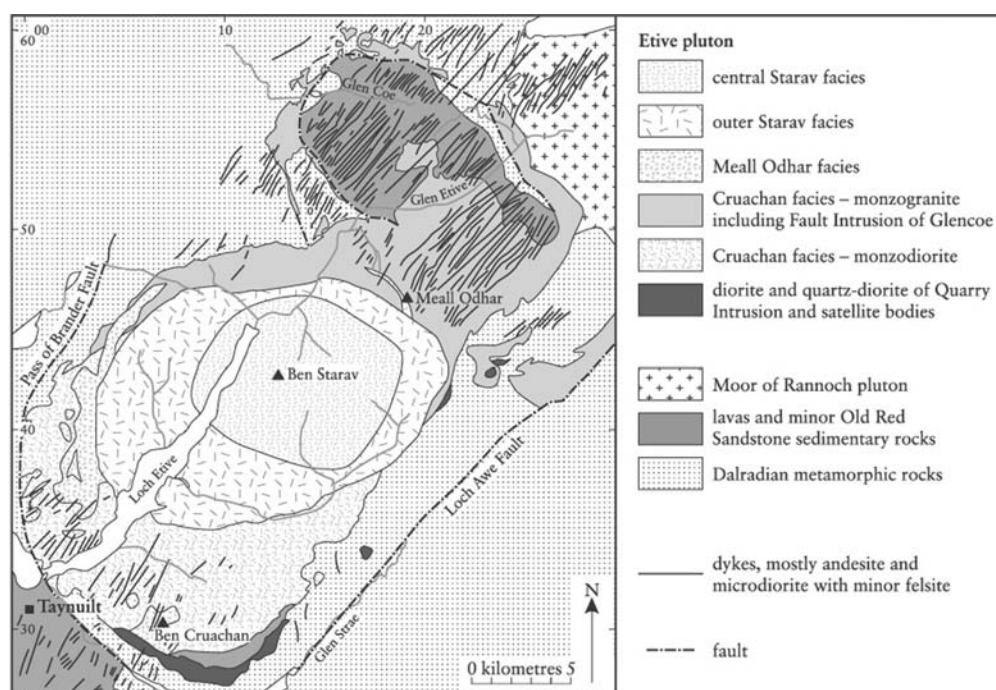 00
10
20
60
50
40
30
Glen Coe
Glen Etive
Meall Odhar
Pass of Brander Fault
Ben Starav
Loch Etive
Loch Awe Fault
Taynuilt
Ben Cruachan
Glen Strae
N
0 kilometres 5
Etive pluton
central Starav facies
outer Starav facies
Meall Odhar facies
Cruachan facies – monzogranite
including Fault Intrusion of Glencoe
Cruachan facies – monzodiorite
diorite and quartz-diorite of Quarry
Intrusion and satellite bodies
Moor of Rannoch pluton
lavas and minor Old Red
Sandstone sedimentary rocks
Dalradian metamorphic rocks
dykes, mostly andesite and
microdiorite with minor felsite
fault